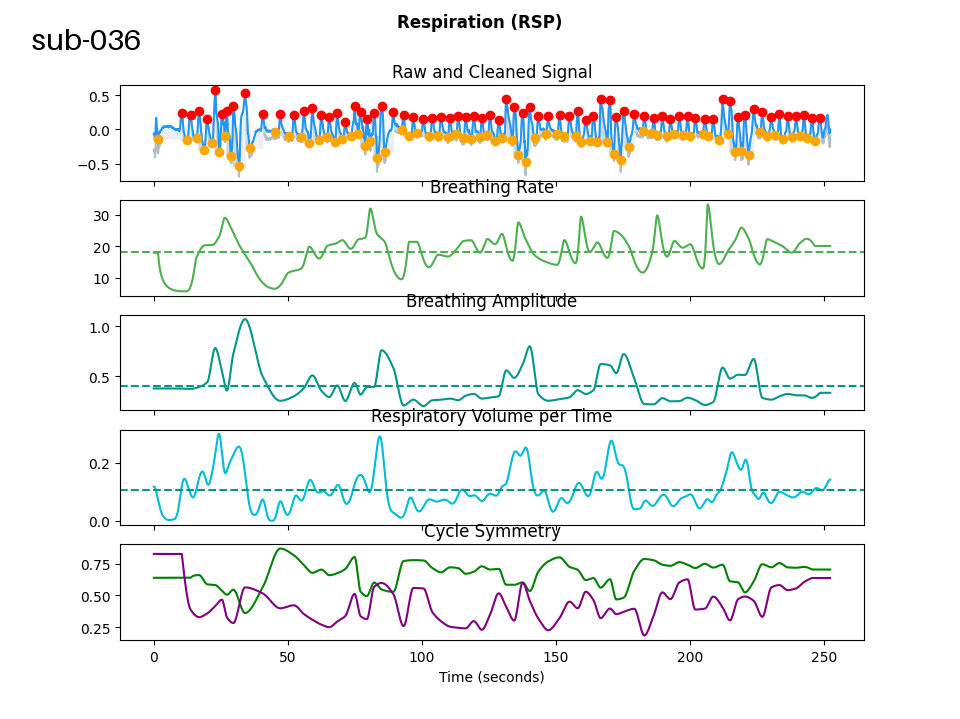 Respiration (RSP)
sub-036
Raw and Cleaned Signal
0.5
0.0
−0.5
Breathing Rate
30
20
10
Breathing Amplitude
1.0
0.5
Respiratory Volume per Time
0.2
0.0
Cycle Symmetry
0.75
0.50
0.25
0 50 100 150 200 250
Time (seconds)